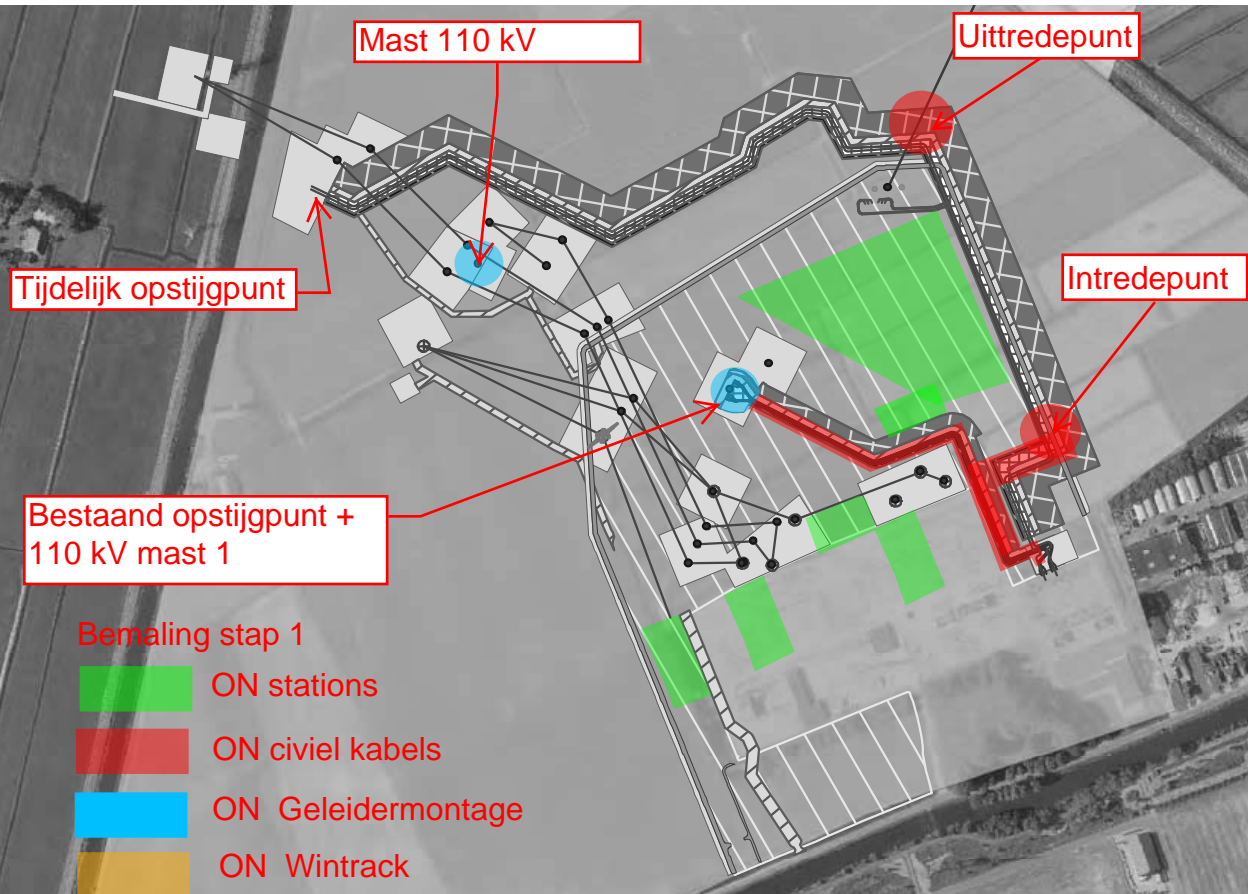 Mast 110 kV
Uittredepunt
Tijdelijk opstijgpunt
Intredepunt
Bestaand opstijgpunt +
110 kV mast 1
Bemaling stap 1
ON stations
ON civiel kabels
ON Geleidermontage
ON Wintrack